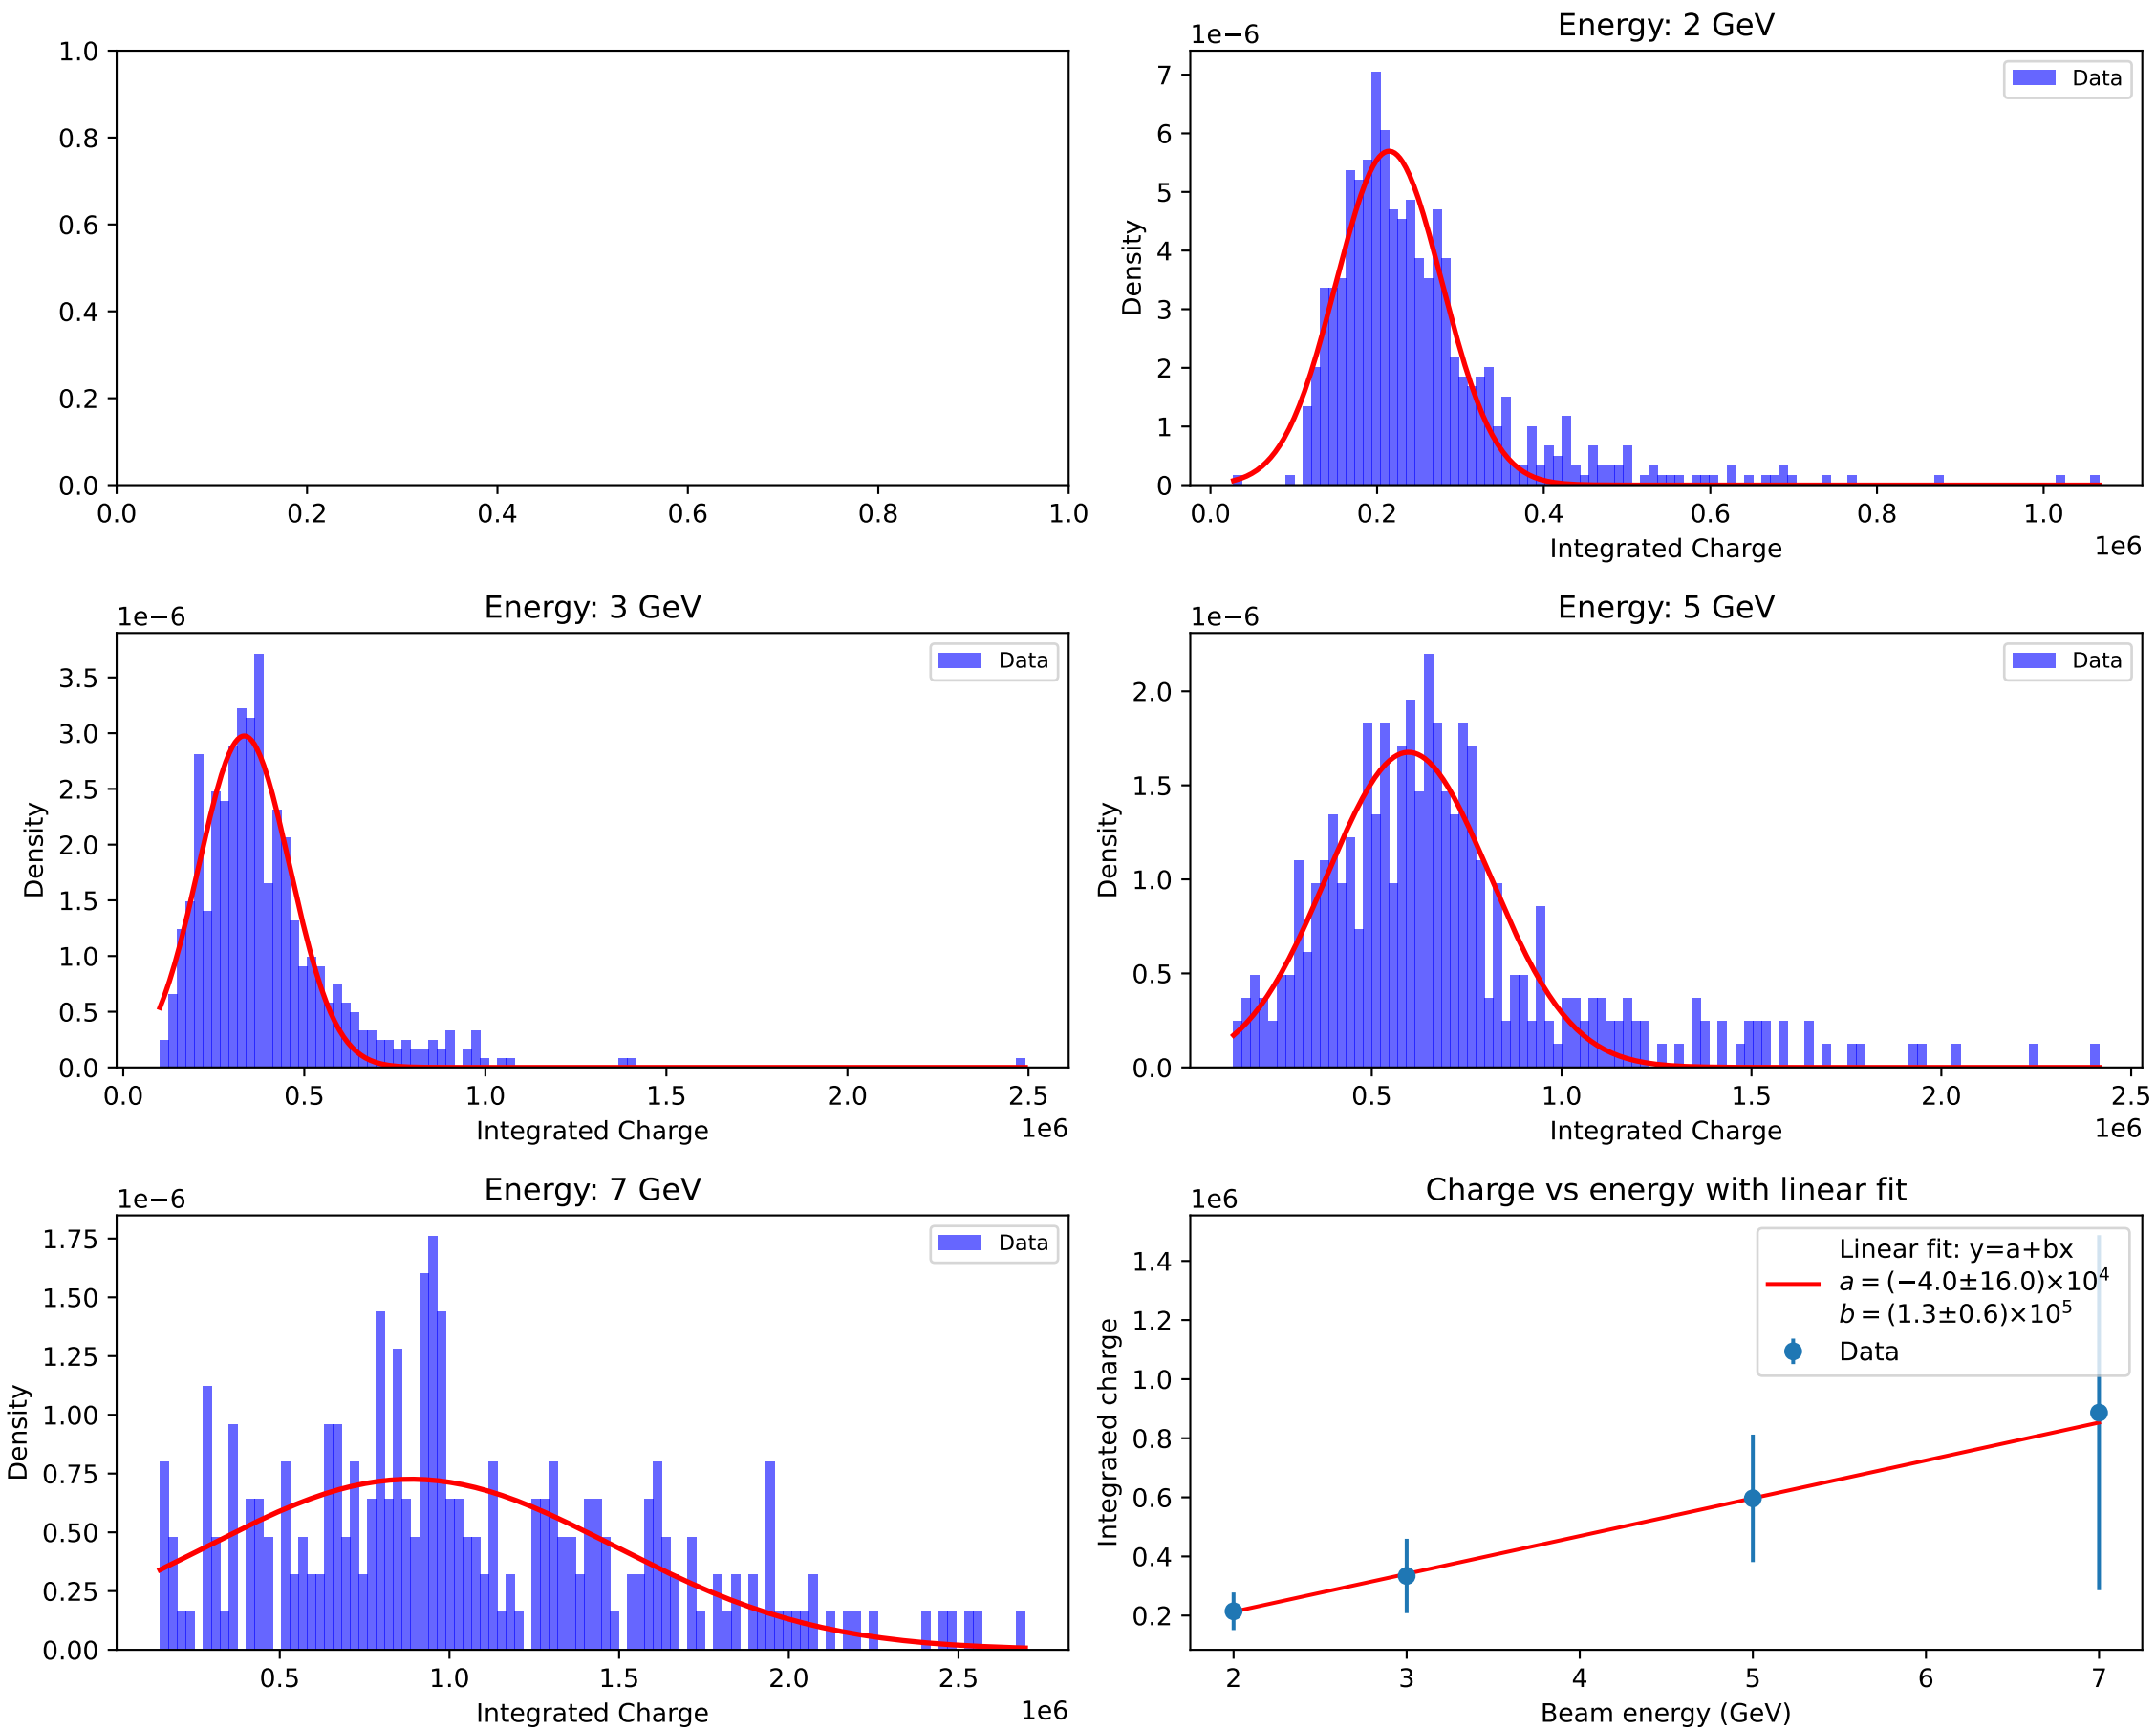 1.0
0.8
0.6
0.4
0.2
0.0
0.0 0.2 0.4 0.6 0.8 1.0
Energy: 2 GeV
1e−6
Data
7
6
5
4
3
2
1
0
Density
0.0 0.2 0.4 0.6 0.8 1.0
Integrated Charge
1e6
Energy: 3 GeV
1e−6
Data
3.5
3.0
2.5
2.0
1.5
1.0
0.5
0.0
Density
0.0 0.5 1.0 1.5 2.0 2.5
Integrated Charge
1e6
Energy: 5 GeV
1e−6
Data
2.0
1.5
1.0
0.5
0.0
Density
0.5 1.0 1.5 2.0 2.5
Integrated Charge
1e6
Energy: 7 GeV
1e−6
Data
1.75
1.50
1.25
1.00
0.75
0.50
0.25
0.00
Density
0.5 1.0 1.5 2.0 2.5
Integrated Charge
1e6
Charge vs energy with linear fit
1e6
Linear fit: y=a+bx
a = (−4.0±16.0)×10⁴
b = (1.3±0.6)×10⁵
Data
1.4
1.2
1.0
0.8
0.6
0.4
0.2
Integrated charge
2 3 4 5 6 7
Beam energy (GeV)